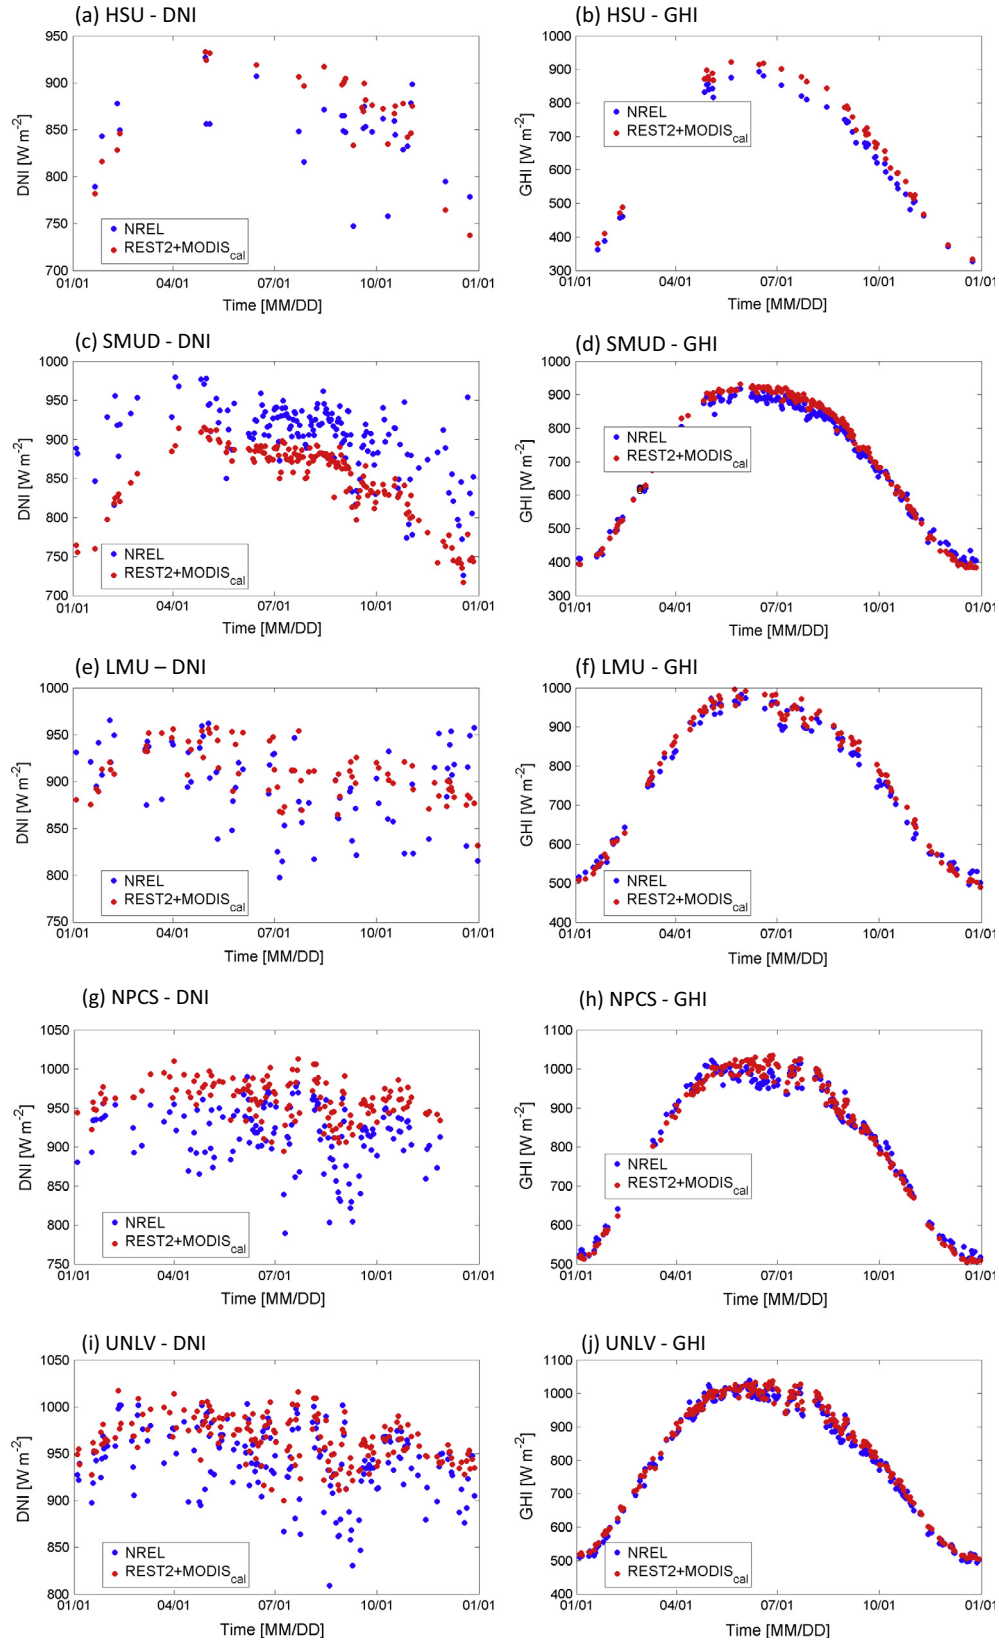 (a) HSU - DNI
950
900
850
800
750
700
DNI [W m-2]
NREL
REST2+MODIScal
01/01 04/01 07/01 10/01 01/01
Time [MM/DD]
(b) HSU - GHI
1000
900
800
700
600
500
400
300
GHI [W m-2]
NREL
REST2+MODIScal
01/01 04/01 07/01 10/01 01/01
Time [MM/DD]
(c) SMUD - DNI
1000
950
900
850
800
750
700
DNI [W m-2]
NREL
REST2+MODIScal
01/01 04/01 07/01 10/01 01/01
Time [MM/DD]
(d) SMUD - GHI
1000
900
800
700
600
500
400
300
GHI [W m-2]
NREL
REST2+MODIScal
01/01 04/01 07/01 10/01 01/01
Time [MM/DD]
(e) LMU – DNI
1000
950
900
850
800
750
DNI [W m-2]
NREL
REST2+MODIScal
01/01 04/01 07/01 10/01 01/01
Time [MM/DD]
(f) LMU - GHI
1000
900
800
700
600
500
400
GHI [W m-2]
NREL
REST2+MODIScal
01/01 04/01 07/01 10/01 01/01
Time [MM/DD]
(g) NPCS - DNI
1050
1000
950
900
850
800
750
DNI [W m-2]
NREL
REST2+MODIScal
01/01 04/01 07/01 10/01 01/01
Time [MM/DD]
(h) NPCS - GHI
1100
1000
900
800
700
600
500
GHI [W m-2]
NREL
REST2+MODIScal
01/01 04/01 07/01 10/01 01/01
Time [MM/DD]
(i) UNLV - DNI
1050
1000
950
900
850
800
DNI [W m-2]
NREL
REST2+MODIScal
01/01 04/01 07/01 10/01 01/01
Time [MM/DD]
(j) UNLV - GHI
1100
1000
900
800
700
600
500
400
GHI [W m-2]
NREL
REST2+MODIScal
01/01 04/01 07/01 10/01 01/01
Time [MM/DD]